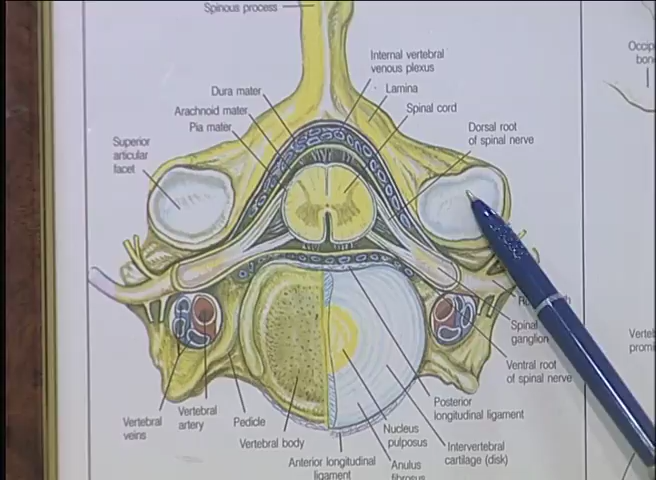 Spinous process
Internal vertebral
venous plexus
Occip
bon
Dura mater
Lamina
Arachnoid mater
Spinal cord
Pia mater
Dorsal root
of spinal nerve
Superior
articular
facet
Spinal
ganglion
Verte
promi
Ventral root
of spinal nerve
Posterior
longitudinal ligament
Vertebral
veins
Vertebral
artery
Pedicle
Vertebral body
Nucleus
pulposus
Intervertebral
cartilage (disk)
Anterior longitudinal
ligament
Anulus
fibrosus